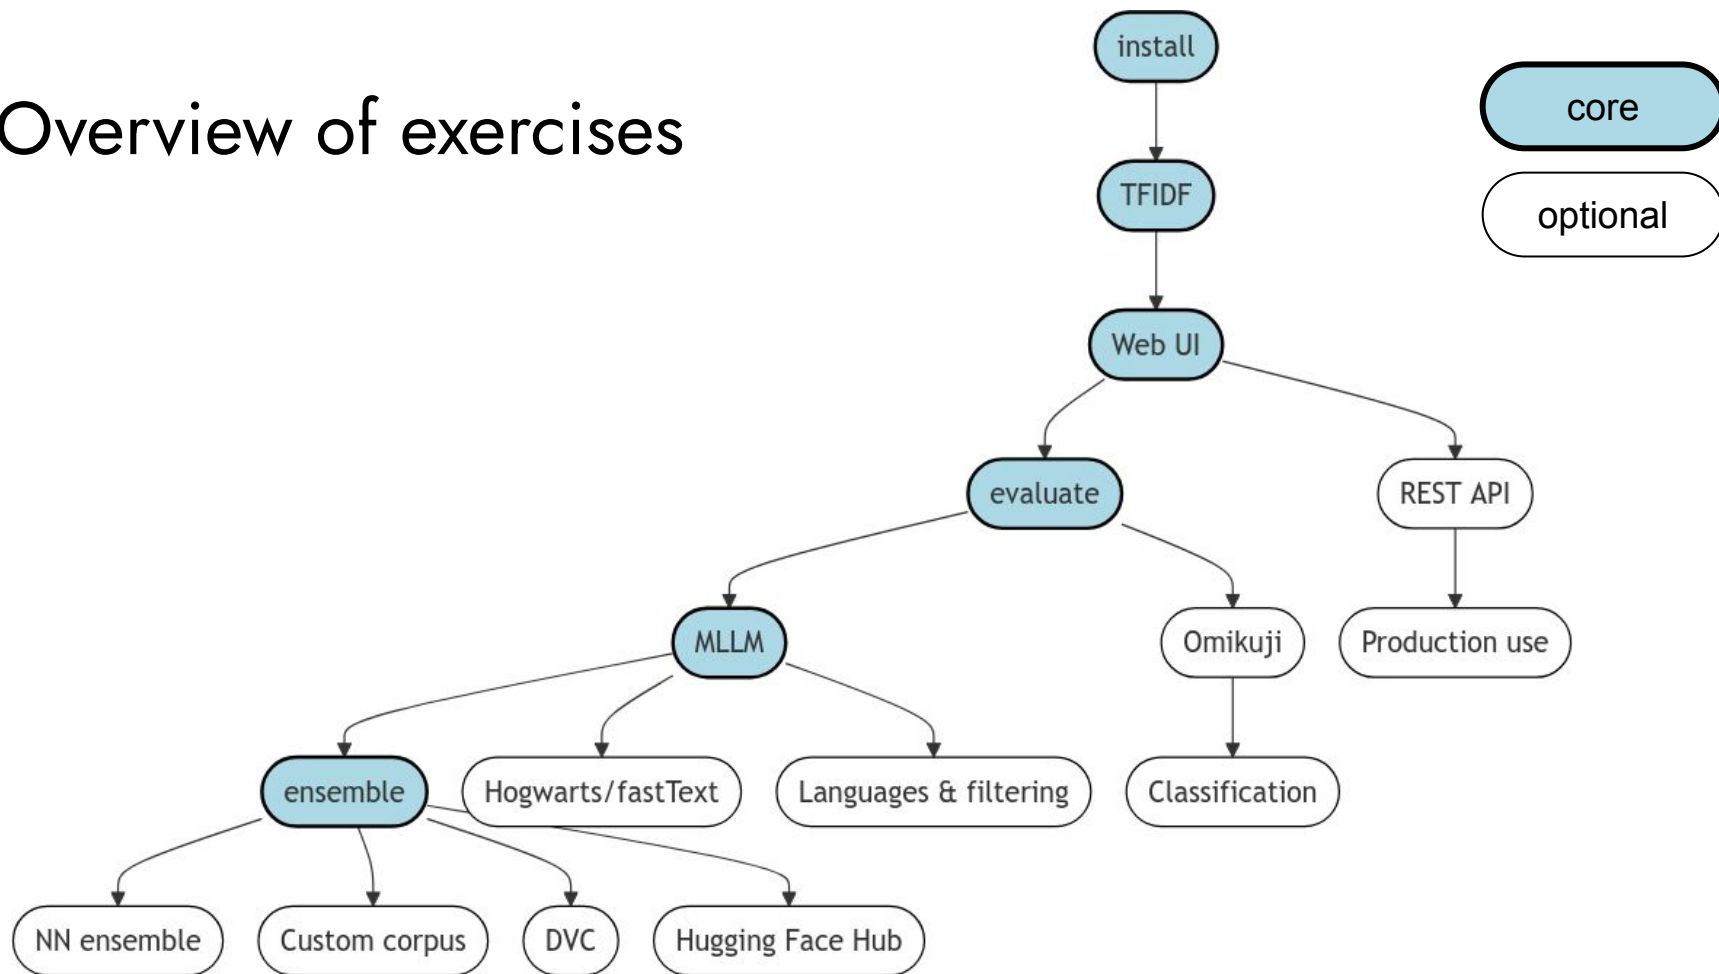 Overview of exercises
install
core
optional
TFIDF
Web UI
evaluate
REST API
MLLM
Omikuji
Production use
ensemble
Hogwarts/fastText
Languages & filtering
Classification
NN ensemble
Custom corpus
DVC
Hugging Face Hub